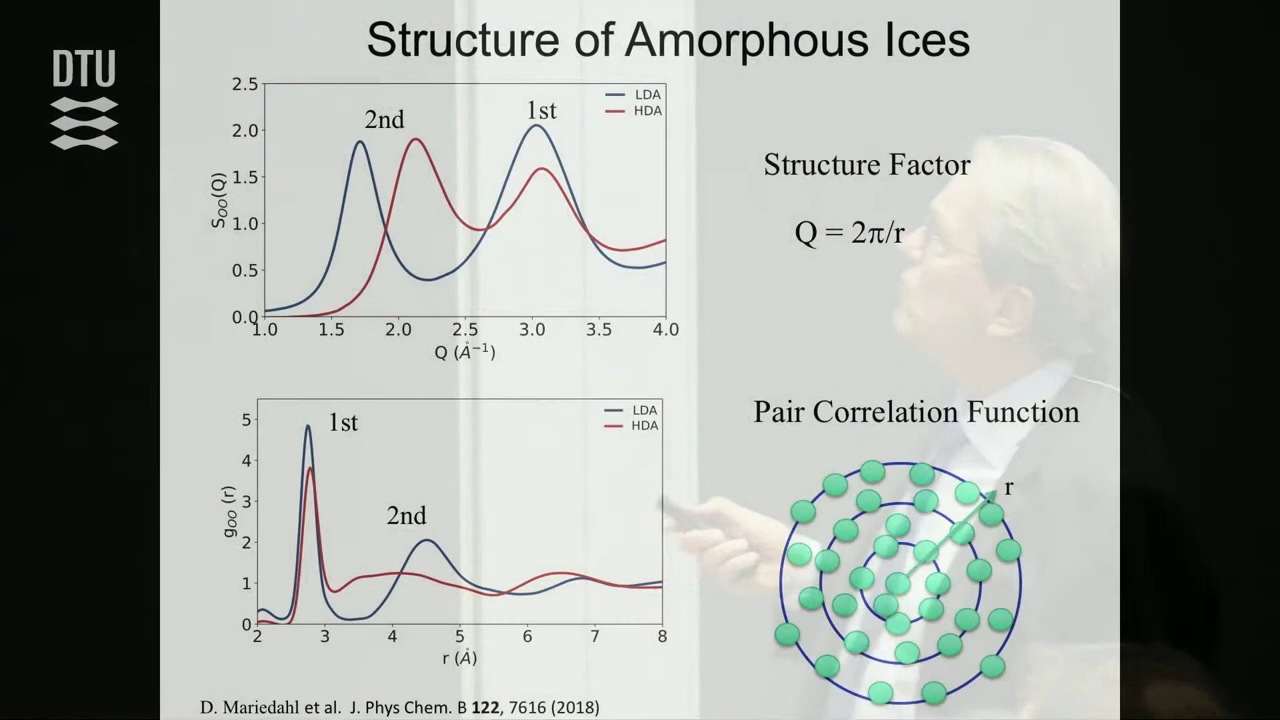 Structure of Amorphous Ices
DTU
2.5
2.0
1.5
1.0
0.5
0.0
S_OO(Q)
2nd
1st
LDA
HDA
1.0 1.5 2.0 2.5 3.0 3.5 4.0
Q (Å⁻¹)
Structure Factor
Q = 2π/r
5
4
3
2
1
0
g_OO (r)
1st
2nd
LDA
HDA
2 3 4 5 6 7 8
r (Å)
Pair Correlation Function
r
D. Mariedahl et al. J. Phys Chem. B 122, 7616 (2018)